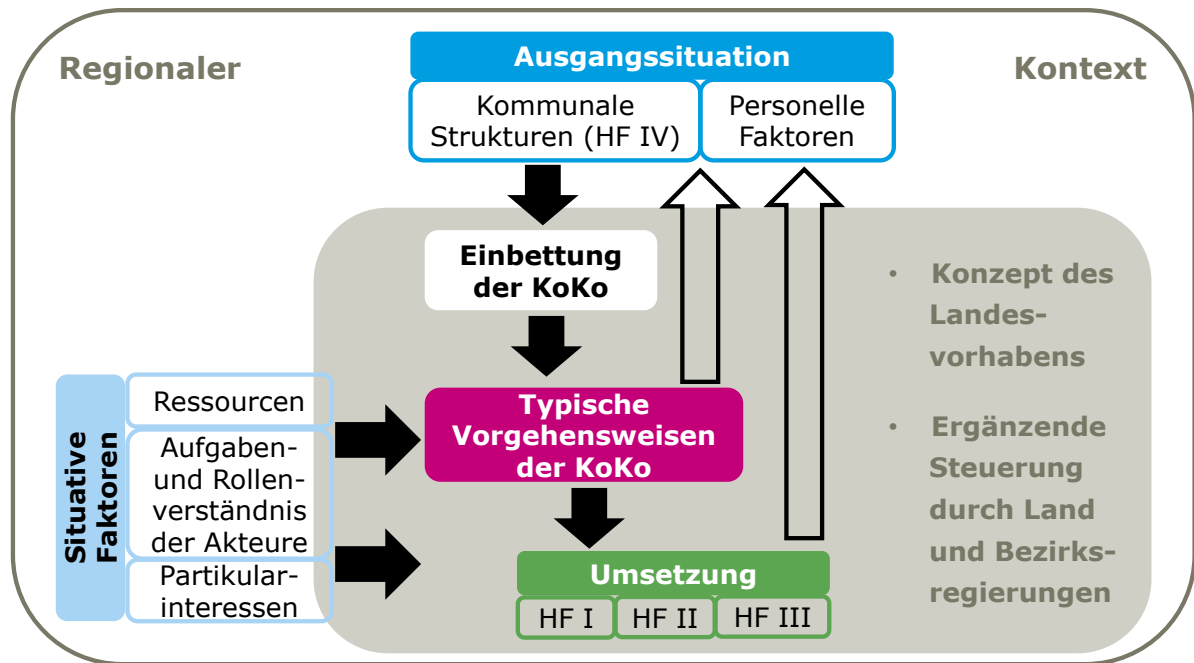 Regionaler
Kontext
Ausgangssituation
Kommunale
Strukturen (HF IV)
Personelle
Faktoren
Einbettung
der KoKo
Typische
Vorgehensweisen
der KoKo
Situative
Faktoren
Ressourcen
Aufgaben-
und Rollen-
verständnis
der Akteure
Partikular-
interessen
Umsetzung
HF I
HF II
HF III
• Konzept des
Landes-
vorhabens
• Ergänzende
Steuerung
durch Land
und Bezirks-
regierungen